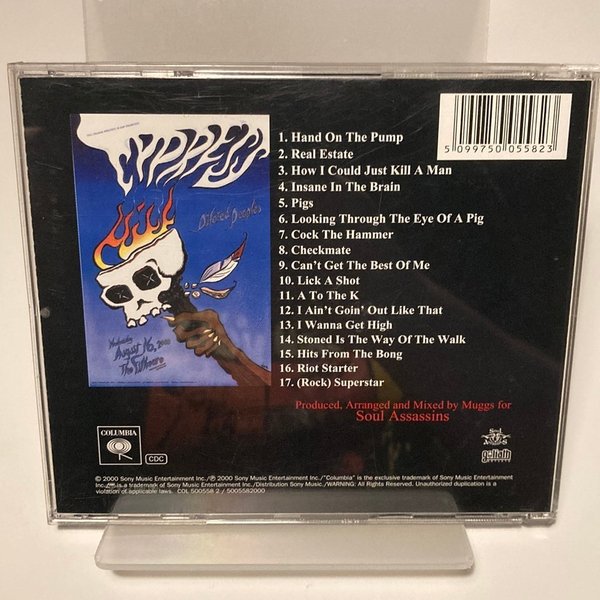 CYPRESS
Hill
Dilated Peoples
Wednesday
August 16, 2000
The Fillmore
1. Hand On The Pump
2. Real Estate
3. How I Could Just Kill A Man
4. Insane In The Brain
5. Pigs
6. Looking Through The Eye Of A Pig
7. Cock The Hammer
8. Checkmate
9. Can't Get The Best Of Me
10. Lick A Shot
11. A To The K
12. I Ain't Goin' Out Like That
13. I Wanna Get High
14. Stoned Is The Way Of The Walk
15. Hits From The Bong
16. Riot Starter
17. (Rock) Superstar
Produced, Arranged and Mixed by Muggs for
Soul Assassins
5 099750 055823
COLUMBIA
CDC
goliath
© 2000 Sony Music Entertainment Inc./℗ 2000 Sony Music Entertainment Inc./"Columbia" is the exclusive trademark of Sony Music Entertainment
Inc./ is a trademark of Sony Music Entertainment Inc./Distribution Sony Music./WARNING: All Rights Reserved. Unauthorized duplication is a
violation of applicable laws. COL 500558 2 / 5005582000